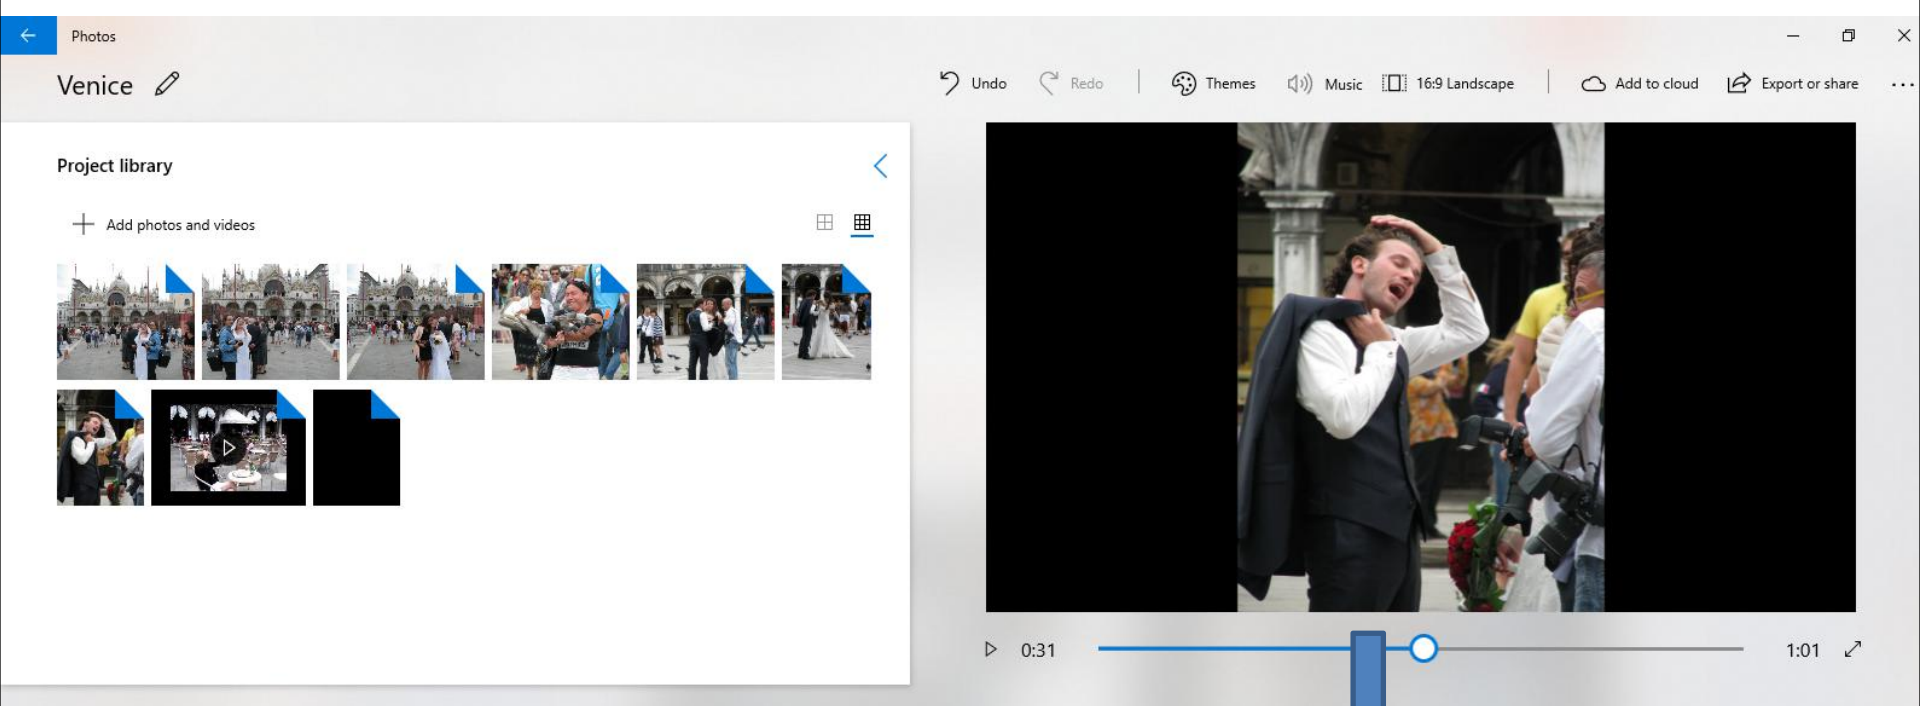 Photos
Venice
Undo Redo Themes Music 16:9 Landscape Add to cloud Export or share
Project library
Add photos and videos
0:31 1:01